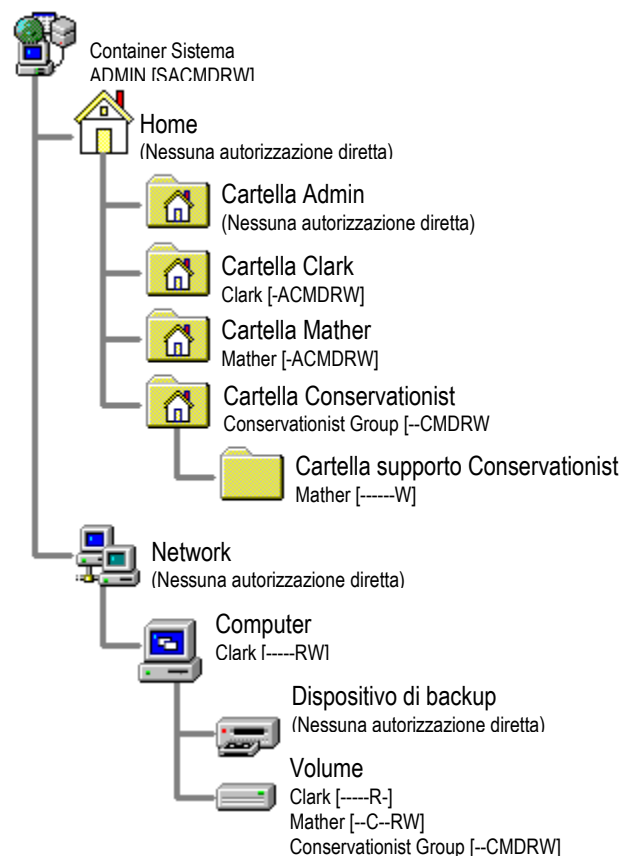 Container Sistema
ADMIN [SACMDRW]
Home
(Nessuna autorizzazione diretta)
Cartella Admin
(Nessuna autorizzazione diretta)
Cartella Clark
Clark [-ACMDRW]
Cartella Mather
Mather [-ACMDRW]
Cartella Conservationist
Conservationist Group [--CMDRW
Cartella supporto Conservationist
Mather [------W]
Network
(Nessuna autorizzazione diretta)
Computer
Clark [-----RW]
Dispositivo di backup
(Nessuna autorizzazione diretta)
Volume
Clark [-----R-]
Mather [--C--RW]
Conservationist Group [--CMDRW]